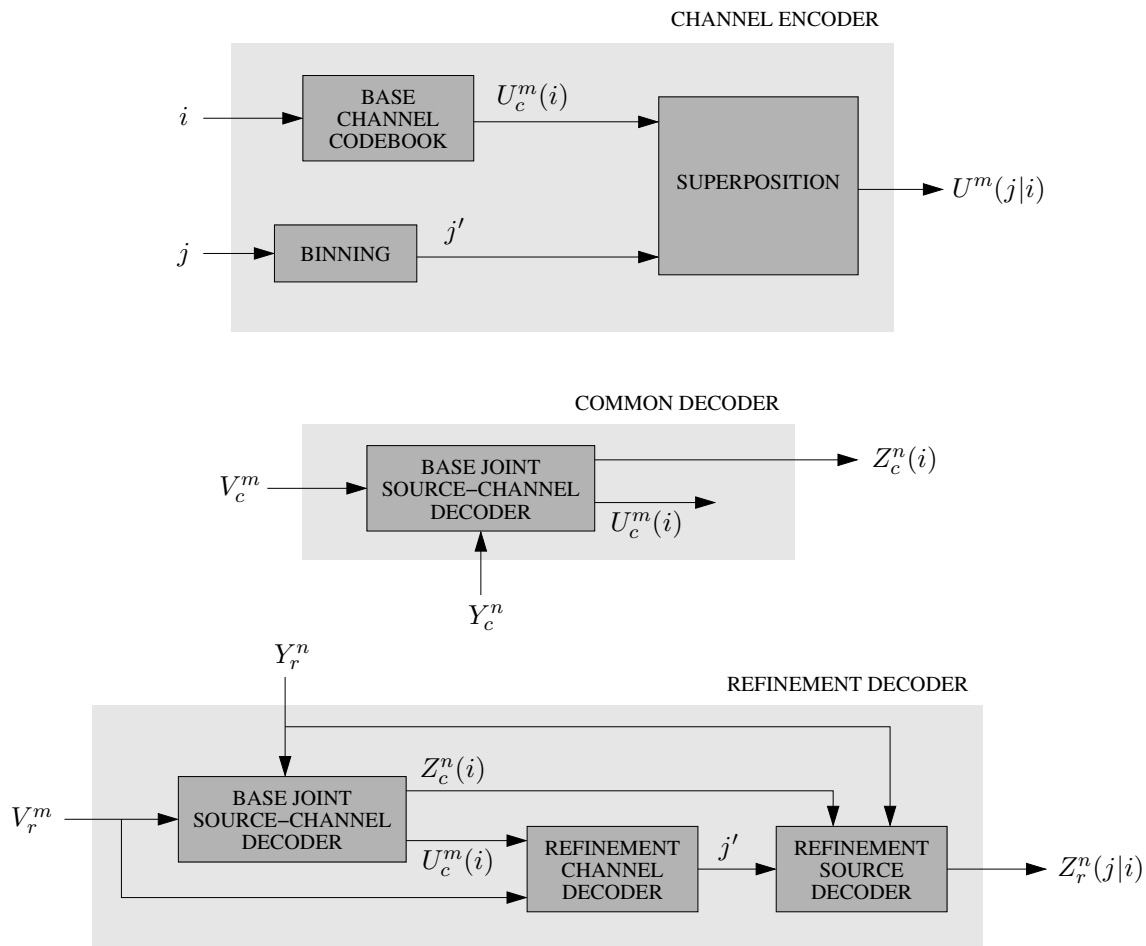 CHANNEL ENCODER
i
BASE
CHANNEL
CODEBOOK
U_c^m(i)
SUPERPOSITION
U^m(j|i)
j
BINNING
j′
COMMON DECODER
V_c^m
BASE JOINT
SOURCE–CHANNEL
DECODER
Z_c^n(i)
U_c^m(i)
Y_c^n
Y_r^n
REFINEMENT DECODER
V_r^m
BASE JOINT
SOURCE–CHANNEL
DECODER
Z_c^n(i)
U_c^m(i)
REFINEMENT
CHANNEL
DECODER
j′
REFINEMENT
SOURCE
DECODER
Z_r^n(j|i)